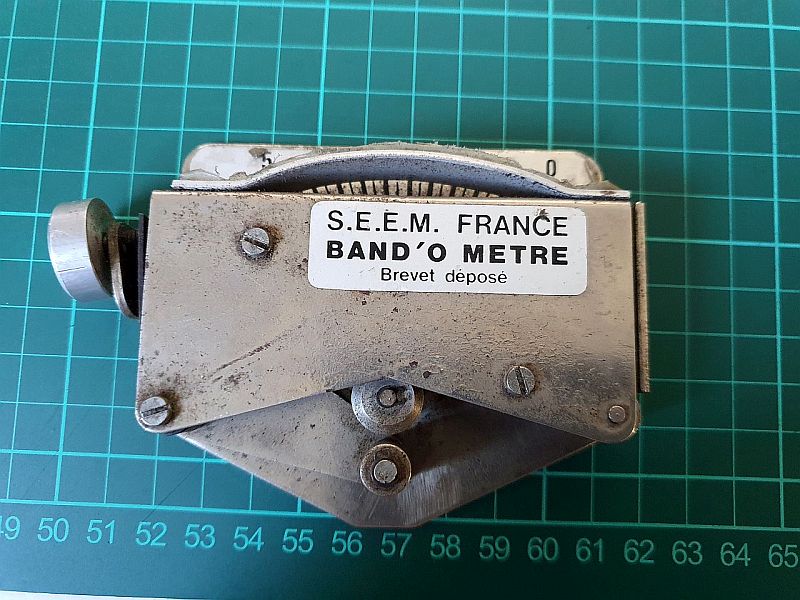 5 0
S.E.E.M. FRANCE
BAND'O METRE
Brevet déposé
49 50 51 52 53 54 55 56 57 58 59 60 61 62 63 64 65